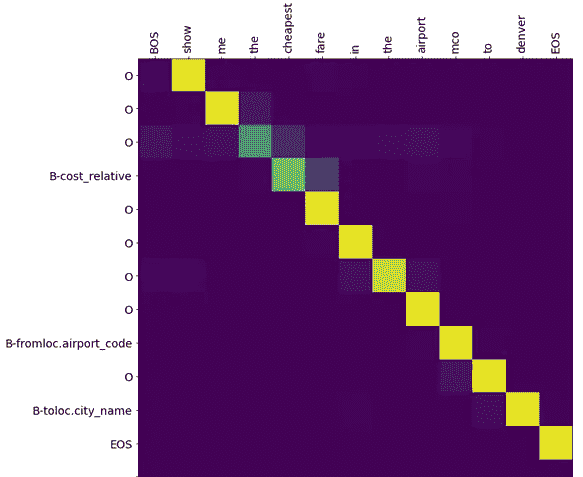 BOS show me the cheapest fare in the airport mco to denver EOS
O
O
O
B-cost_relative
O
O
O
O
B-fromloc.airport_code
O
B-toloc.city_name
EOS